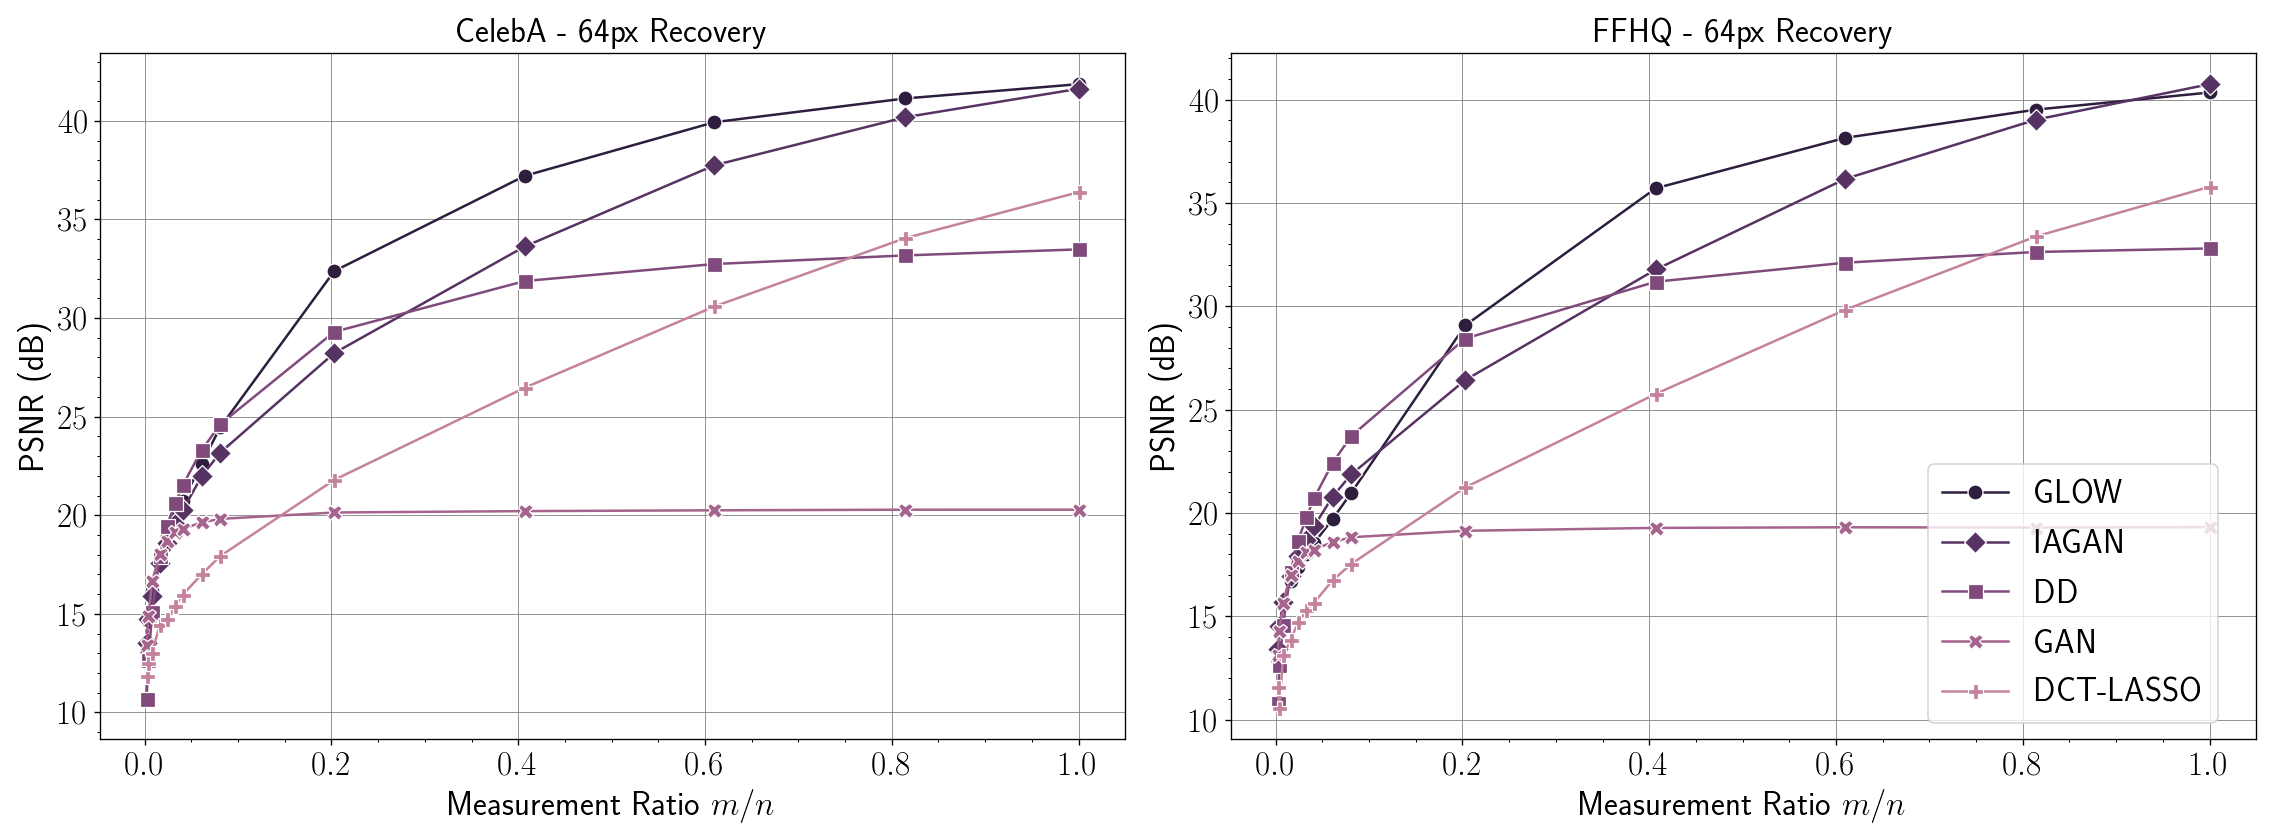 CelebA - 64px Recovery
PSNR (dB)
40
35
30
25
20
15
10
0.0 0.2 0.4 0.6 0.8 1.0
Measurement Ratio m/n
FFHQ - 64px Recovery
PSNR (dB)
40
35
30
25
20
15
10
GLOW
IAGAN
DD
GAN
DCT-LASSO
0.0 0.2 0.4 0.6 0.8 1.0
Measurement Ratio m/n